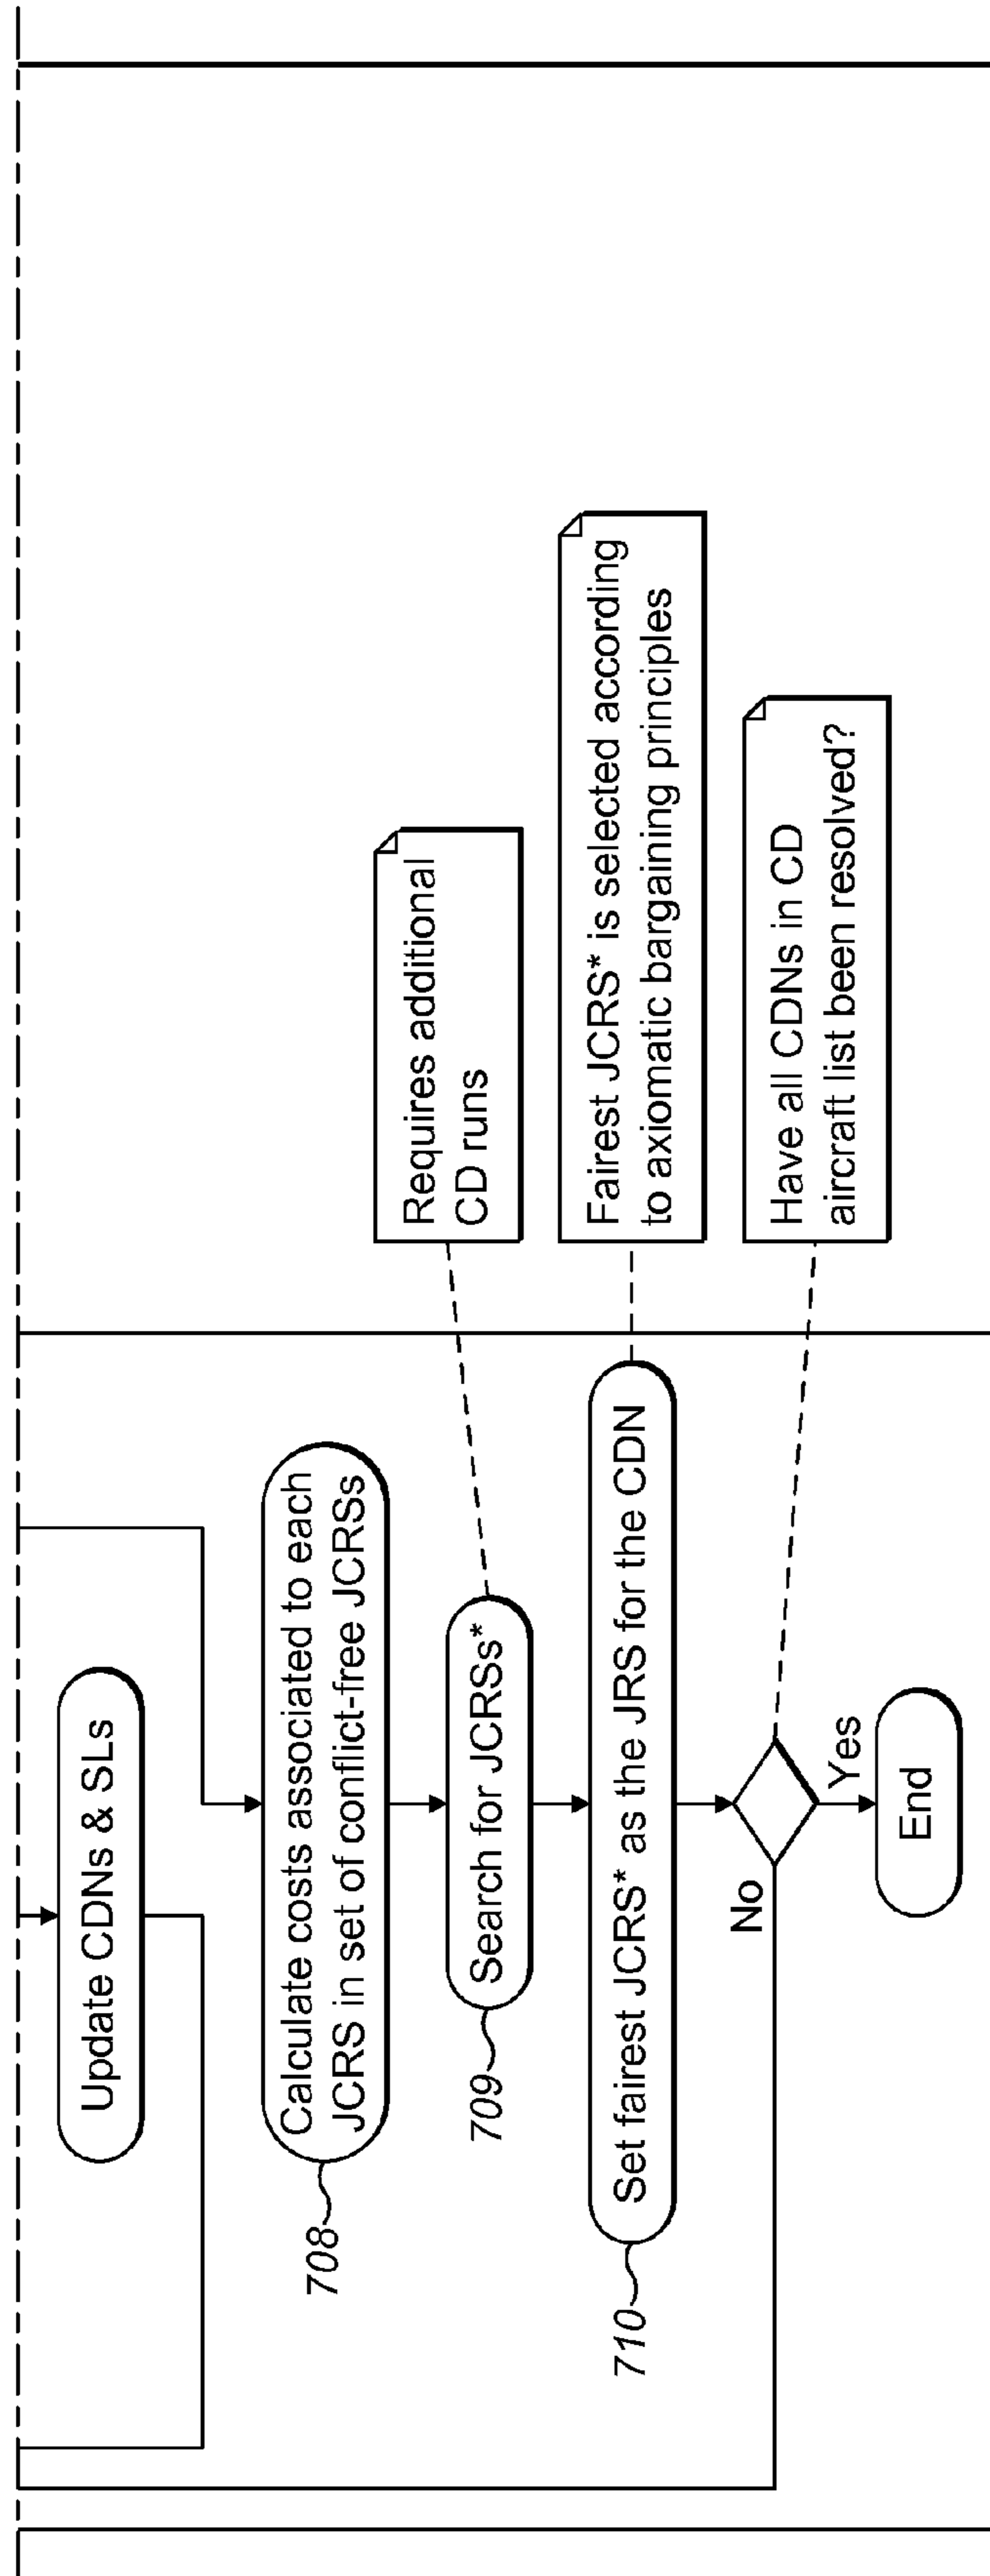 Update CDNs & SLs
Calculate costs associated to each
JCRS in set of conflict-free JCRSs
708
Search for JCRSs*
709
Requires additional
CD runs
Set fairest JCRS* as the JRS for the CDN
710
Fairest JCRS* is selected according
to axiomatic bargaining principles
Have all CDNs in CD
aircraft list been resolved?
No
Yes
End